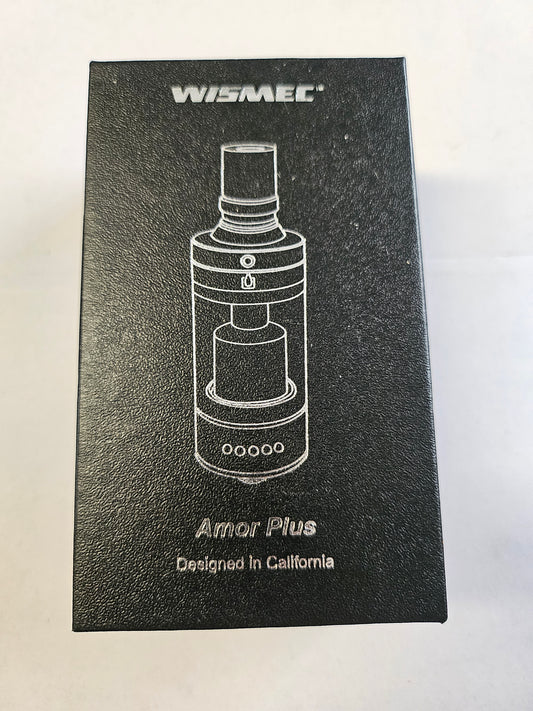 WISMEC®
Amor Plus
Designed in California